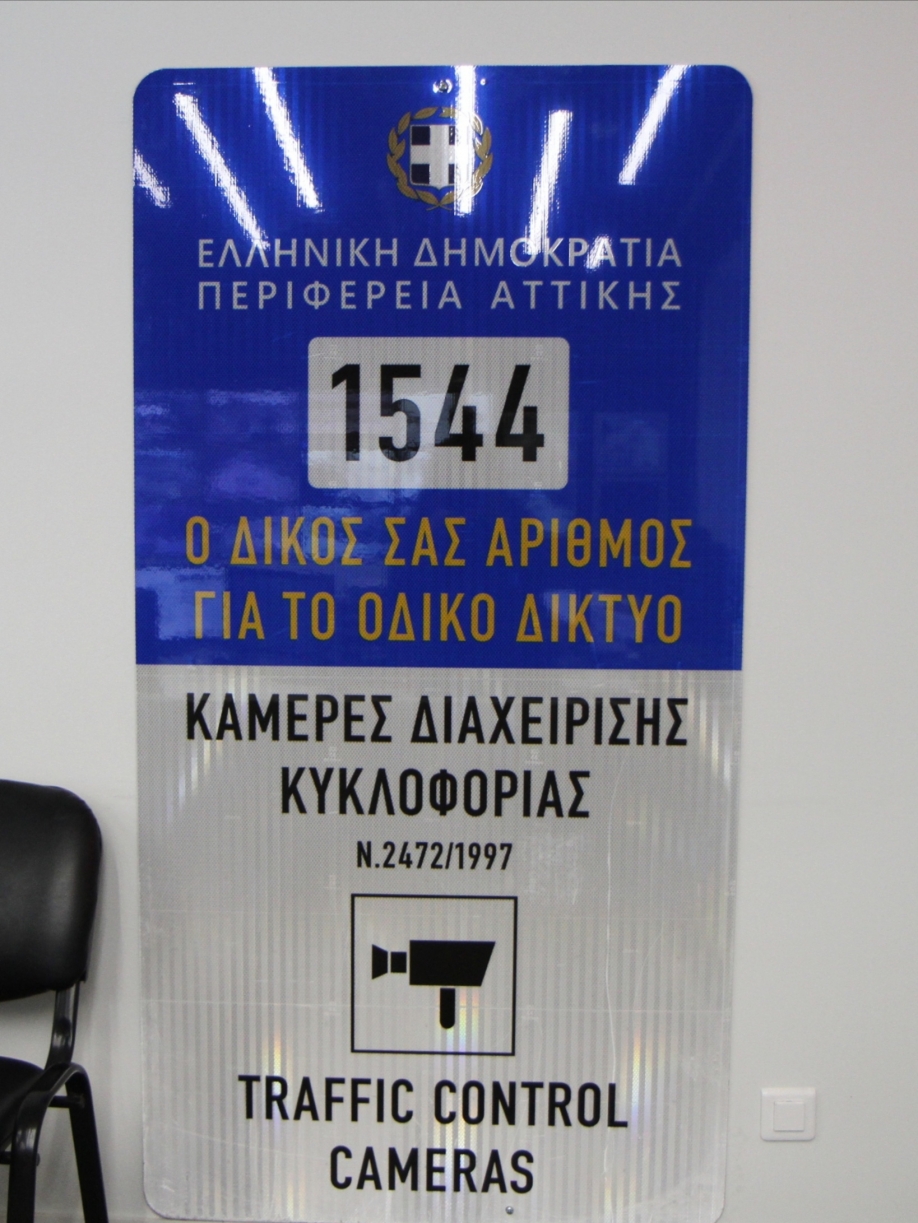 ΕΛΛΗΝΙΚΗ ΔΗΜΟΚΡΑΤΙΑ
ΠΕΡΙΦΕΡΕΙΑ ΑΤΤΙΚΗΣ
1544
Ο ΔΙΚΟΣ ΣΑΣ ΑΡΙΘΜΟΣ
ΓΙΑ ΤΟ ΟΔΙΚΟ ΔΙΚΤΥΟ
ΚΑΜΕΡΕΣ ΔΙΑΧΕΙΡΙΣΗΣ
ΚΥΚΛΟΦΟΡΙΑΣ
Ν.2472/1997
TRAFFIC CONTROL
CAMERAS